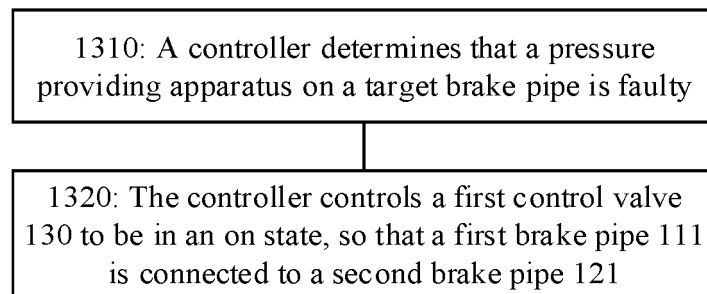 1310: A controller determines that a pressure
providing apparatus on a target brake pipe is faulty
1320: The controller controls a first control valve
130 to be in an on state, so that a first brake pipe 111
is connected to a second brake pipe 121